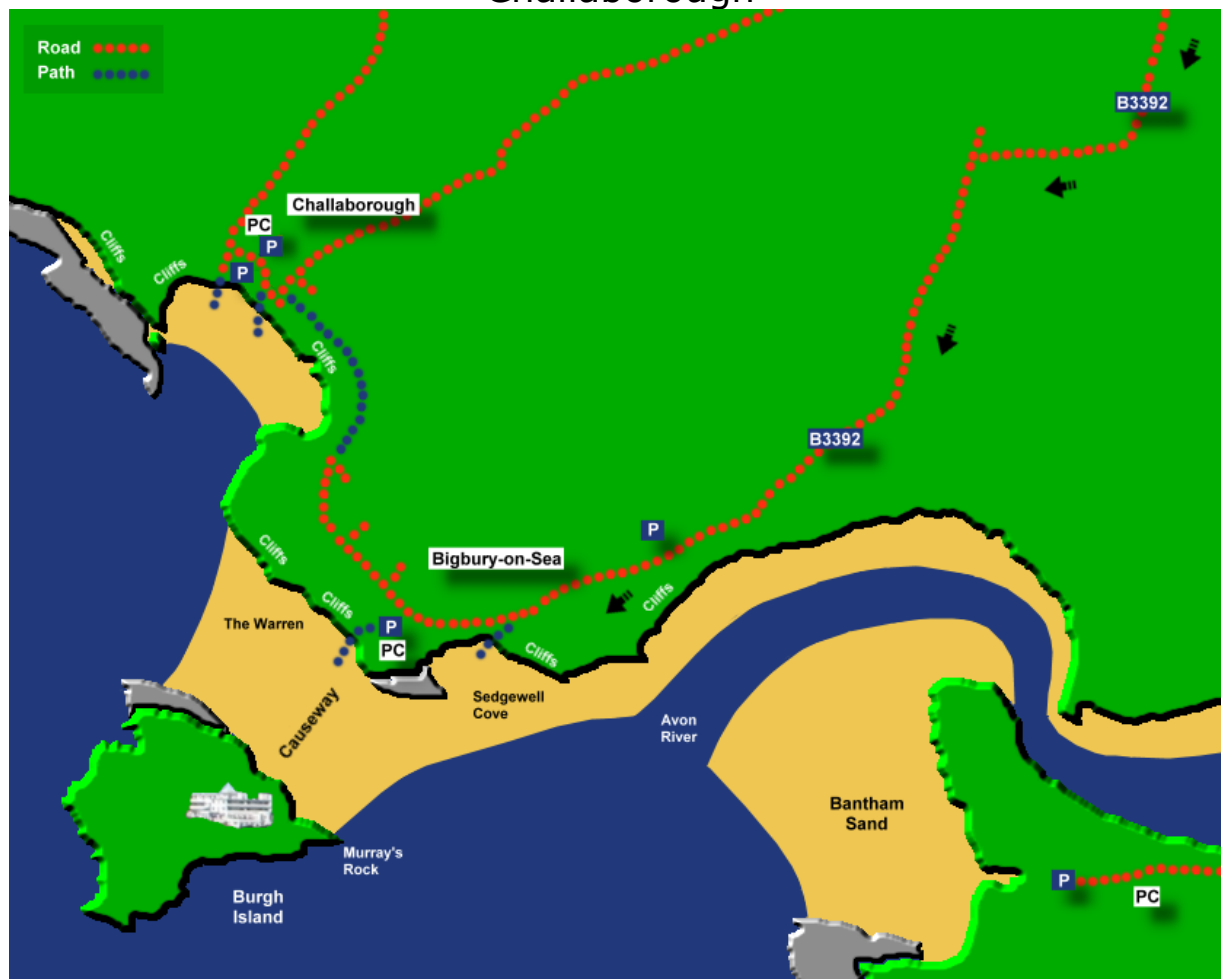 Challaborough
Road
Path
B3392
Cliffs
Cliffs
Challaborough
PC
P
P
Cliffs
B3392
P
Bigbury-on-Sea
Cliffs
Cliffs
Cliffs
The Warren
P
PC
Cliffs
Sedgewell
Cove
Causeway
Avon
River
Bantham
Sand
Murray's
Rock
Burgh
Island
P
PC